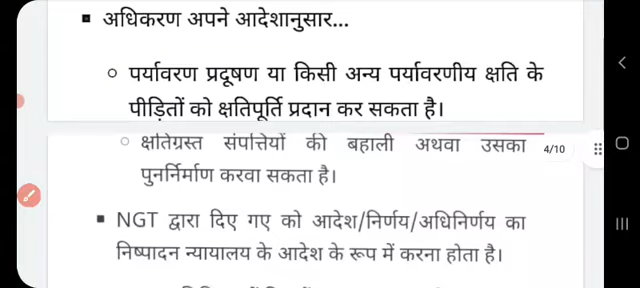 ▪ अधिकरण अपने आदेशानुसार...
○ पर्यावरण प्रदूषण या किसी अन्य पर्यावरणीय क्षति के
पीड़ितों को क्षतिपूर्ति प्रदान कर सकता है।
○ क्षतिग्रस्त संपत्तियों की बहाली अथवा उसका
4/10
पुनर्निर्माण करवा सकता है।
▪ NGT द्वारा दिए गए को आदेश/निर्णय/अधिनिर्णय का
निष्पादन न्यायालय के आदेश के रूप में करना होता है।